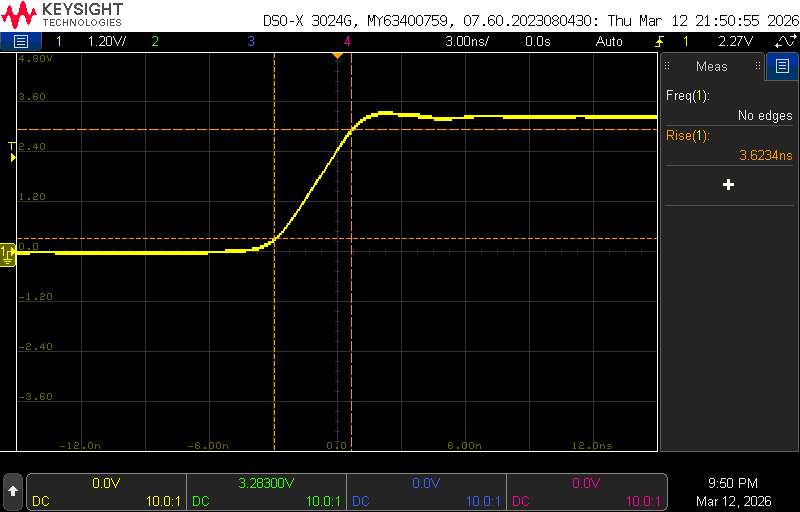 KEYSIGHT
TECHNOLOGIES
DSO-X 3024G, MY63400759, 07.60.2023080430: Thu Mar 12 21:50:55 2026
1 1.20V/ 2 3 4 3.00ns/ 0.0s Auto 1 2.27V
4.80V
3.60
2.40
1.20
0.0
-1.20
-2.40
-3.60
T
1
-12.0n -6.00n 0.0 6.00n 12.0ns
Meas
Freq(1):
No edges
Rise(1):
3.6234ns
0.0V 3.28300V 0.0V 0.0V
DC 10.0:1 DC 10.0:1 DC 10.0:1 DC 10.0:1
9:50 PM
Mar 12, 2026